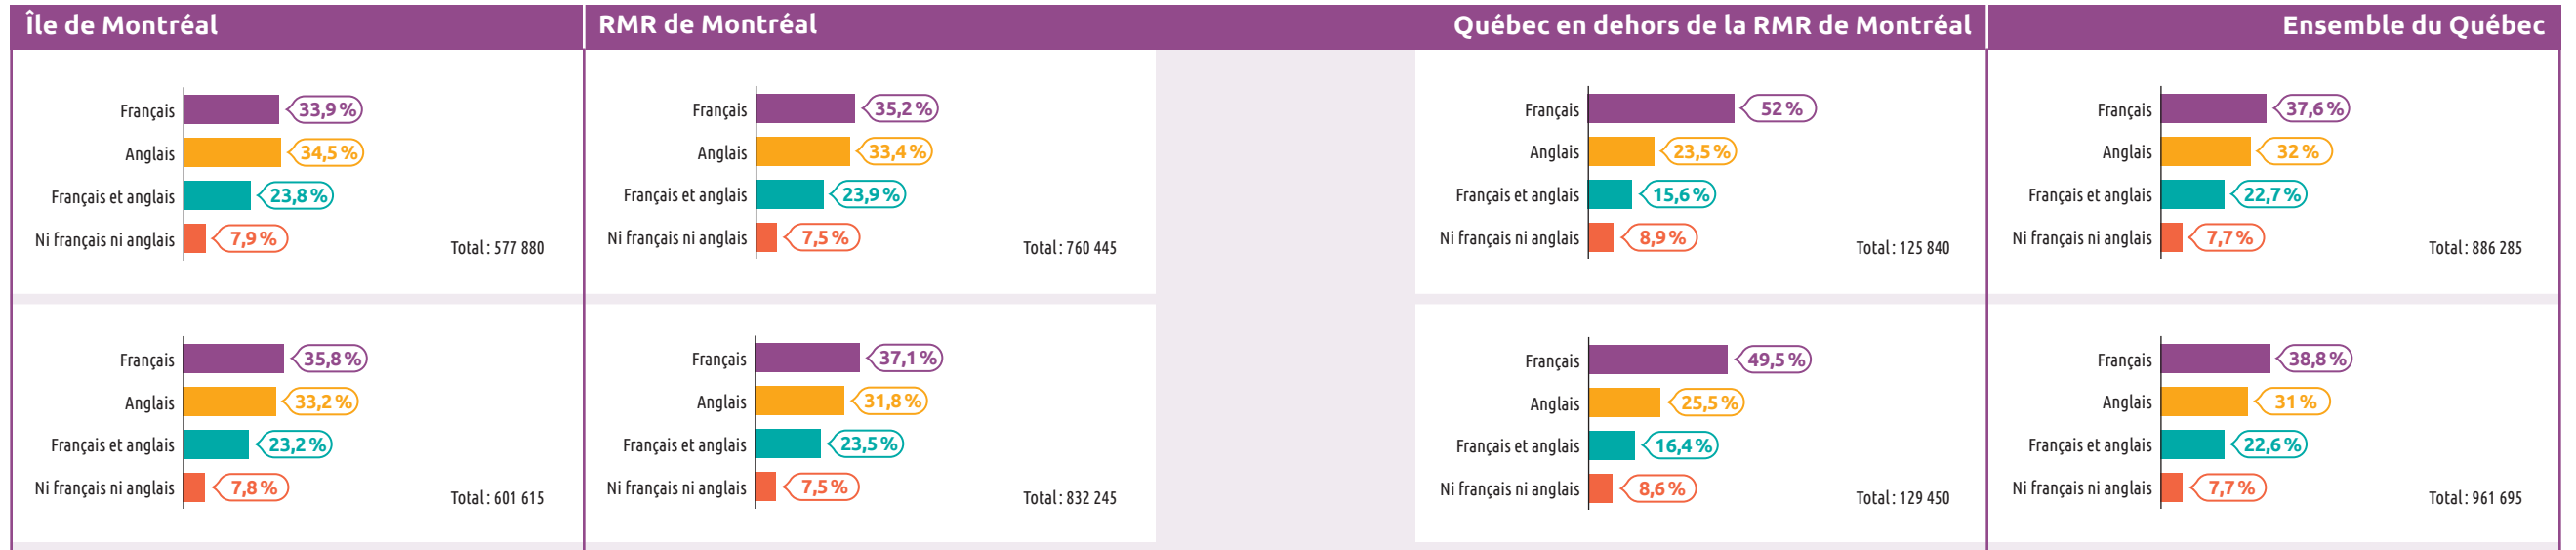 Île de Montréal
RMR de Montréal
Québec en dehors de la RMR de Montréal
Ensemble du Québec
Français 33,9 %
Anglais 34,5 %
Français et anglais 23,8 %
Ni français ni anglais 7,9 %
Total : 577 880
Français 35,2 %
Anglais 33,4 %
Français et anglais 23,9 %
Ni français ni anglais 7,5 %
Total : 760 445
Français 52 %
Anglais 23,5 %
Français et anglais 15,6 %
Ni français ni anglais 8,9 %
Total : 125 840
Français 37,6 %
Anglais 32 %
Français et anglais 22,7 %
Ni français ni anglais 7,7 %
Total : 886 285
Français 35,8 %
Anglais 33,2 %
Français et anglais 23,2 %
Ni français ni anglais 7,8 %
Total : 601 615
Français 37,1 %
Anglais 31,8 %
Français et anglais 23,5 %
Ni français ni anglais 7,5 %
Total : 832 245
Français 49,5 %
Anglais 25,5 %
Français et anglais 16,4 %
Ni français ni anglais 8,6 %
Total : 129 450
Français 38,8 %
Anglais 31 %
Français et anglais 22,6 %
Ni français ni anglais 7,7 %
Total : 961 695